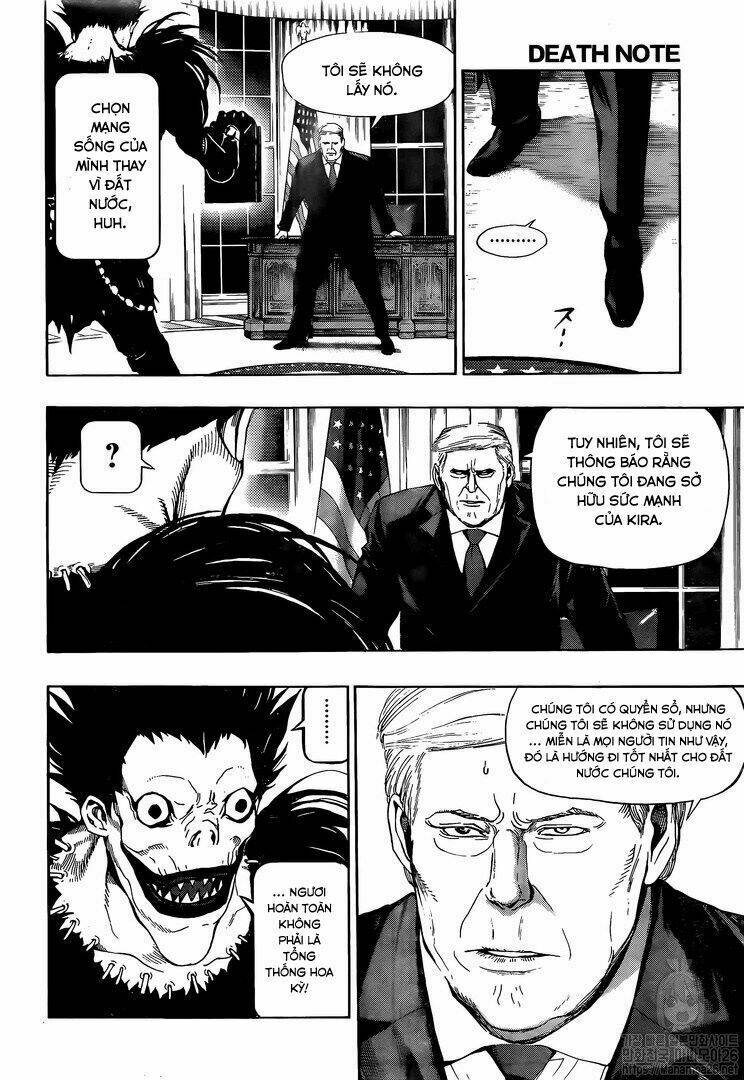 DEATH NOTE
CHỌN
MẠNG
SỐNG CỦA
MÌNH THAY
VÌ ĐẤT
NƯỚC,
HUH.
TÔI SẼ KHÔNG
LẤY NÓ.
..........
?
TUY NHIÊN, TÔI SẼ
THÔNG BÁO RẰNG
CHÚNG TÔI ĐANG SỞ
HỮU SỨC MẠNH
CỦA KIRA.
CHÚNG TÔI CÓ QUYỂN SỔ, NHƯNG
CHÚNG TÔI SẼ KHÔNG SỬ DỤNG NÓ
... MIỄN LÀ MỌI NGƯỜI TIN NHƯ VẬY,
ĐÓ LÀ HƯỚNG ĐI TỐT NHẤT CHO ĐẤT
NƯỚC CHÚNG TÔI.
........
... NGƯƠI
HOÀN TOÀN
KHÔNG
PHẢI LÀ
TỔNG
THỐNG HOA
KỲ!